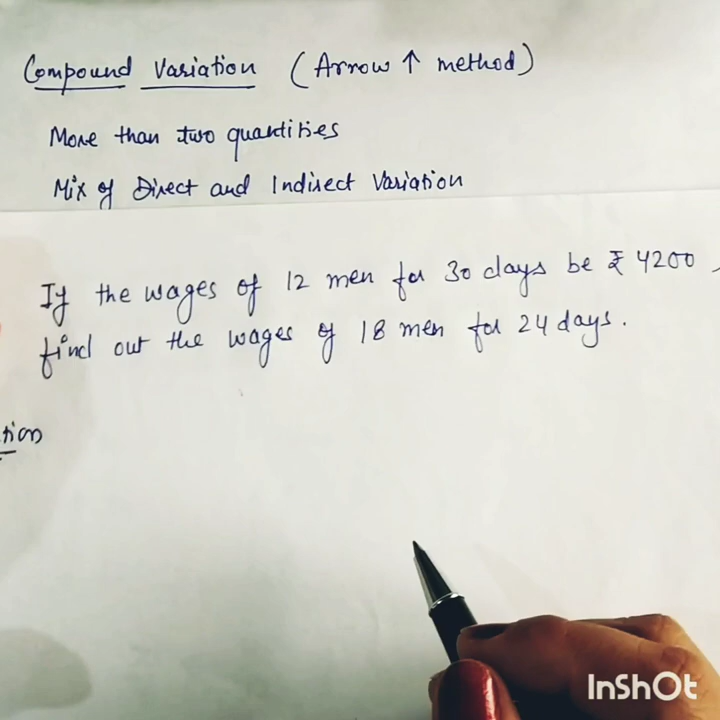 Compound Variation (Arrow ↑ method)
More than two quantities
Mix of Direct and Indirect Variation
If the wages of 12 men for 30 days be ₹ 4200,
find out the wages of 18 men for 24 days.
tion
InShOt